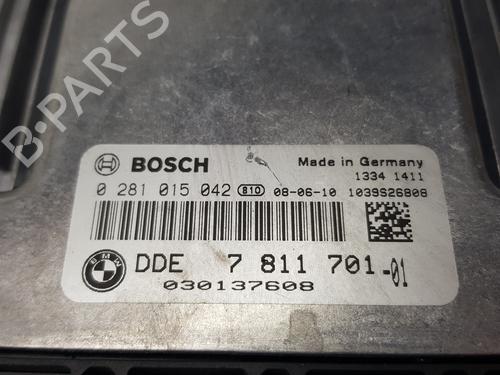 B-PARTS
BOSCH
Made in Germany
1334 1411
0 281 015 042 810 08-06-10 1039S26808
BMW
DDE 7 811 701-01
030137608